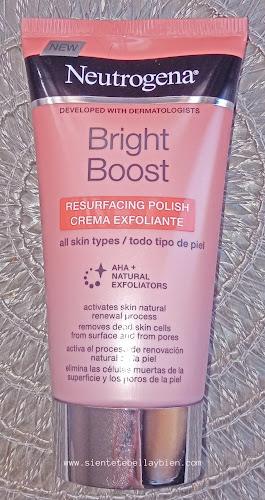 NEW
Neutrogena®
DEVELOPED WITH DERMATOLOGISTS
Bright
Boost
RESURFACING POLISH
CREMA EXFOLIANTE
all skin types / todo tipo de piel
AHA +
NATURAL
EXFOLIATORS
activates skin natural
renewal process
removes dead skin cells
from surface and from pores
activa el proceso de renovación
natural de la piel
elimina las células muertas de la
superficie y los poros de la piel
www.sientetebellaybien.com